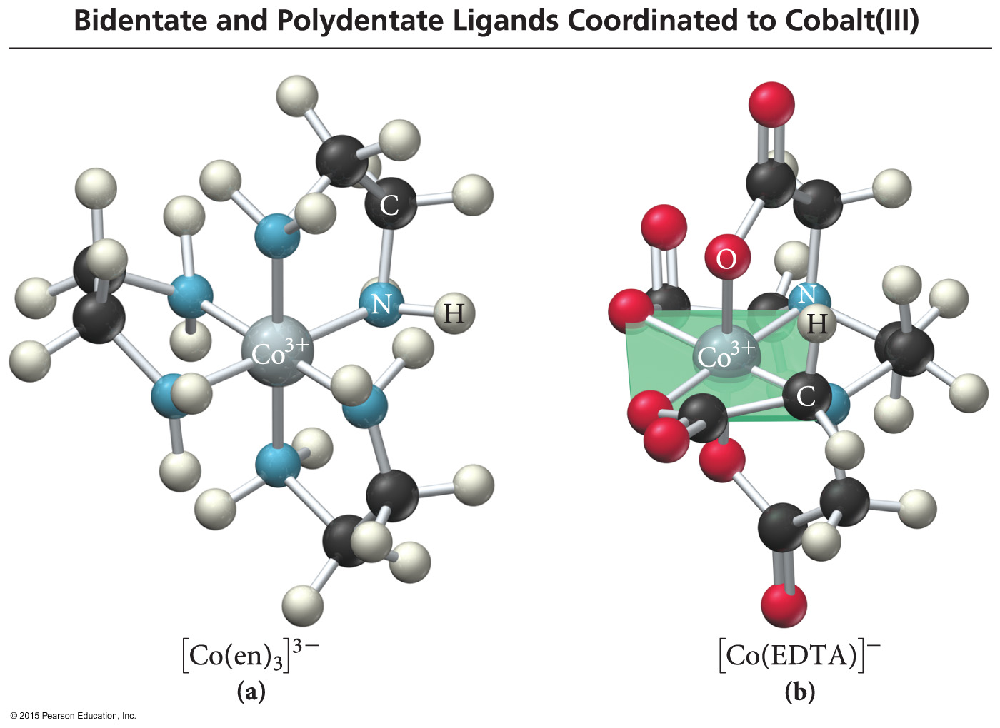 Bidentate and Polydentate Ligands Coordinated to Cobalt(III)
C
N
H
Co³⁺
O
N
H
Co³⁺
C
[Co(en)₃]³⁻
(a)
[Co(EDTA)]⁻
(b)
© 2015 Pearson Education, Inc.